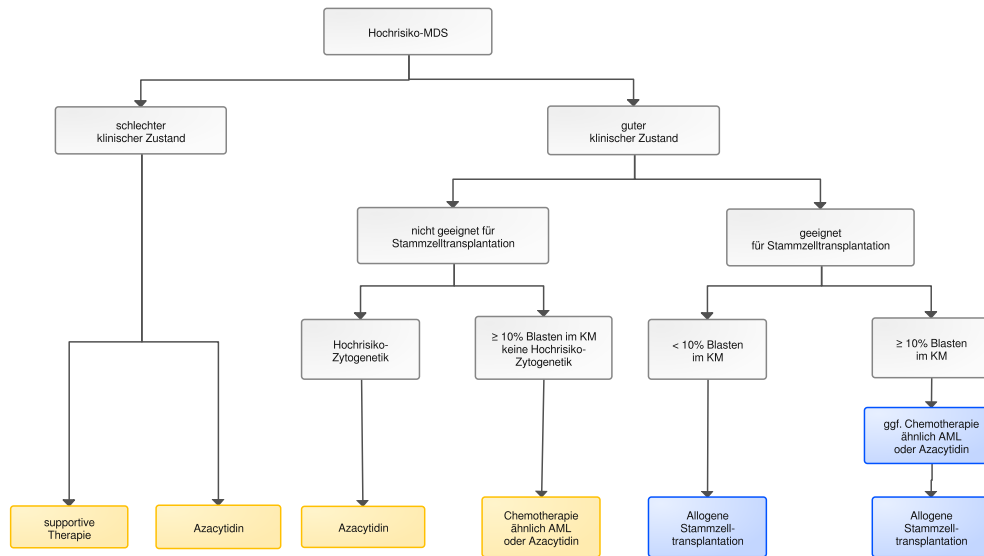 Hochrisiko-MDS
schlechter
klinischer Zustand
guter
klinischer Zustand
nicht geeignet für
Stammzelltransplantation
geeignet
für Stammzelltransplantation
Hochrisiko-
Zytogenetik
≥ 10% Blasten im KM
keine Hochrisiko-
Zytogenetik
< 10% Blasten
im KM
≥ 10% Blasten
im KM
ggf. Chemotherapie
ähnlich AML
oder Azacytidin
supportive
Therapie
Azacytidin
Azacytidin
Chemotherapie
ähnlich AML
oder Azacytidin
Allogene
Stammzell-
transplantation
Allogene
Stammzell-
transplantation